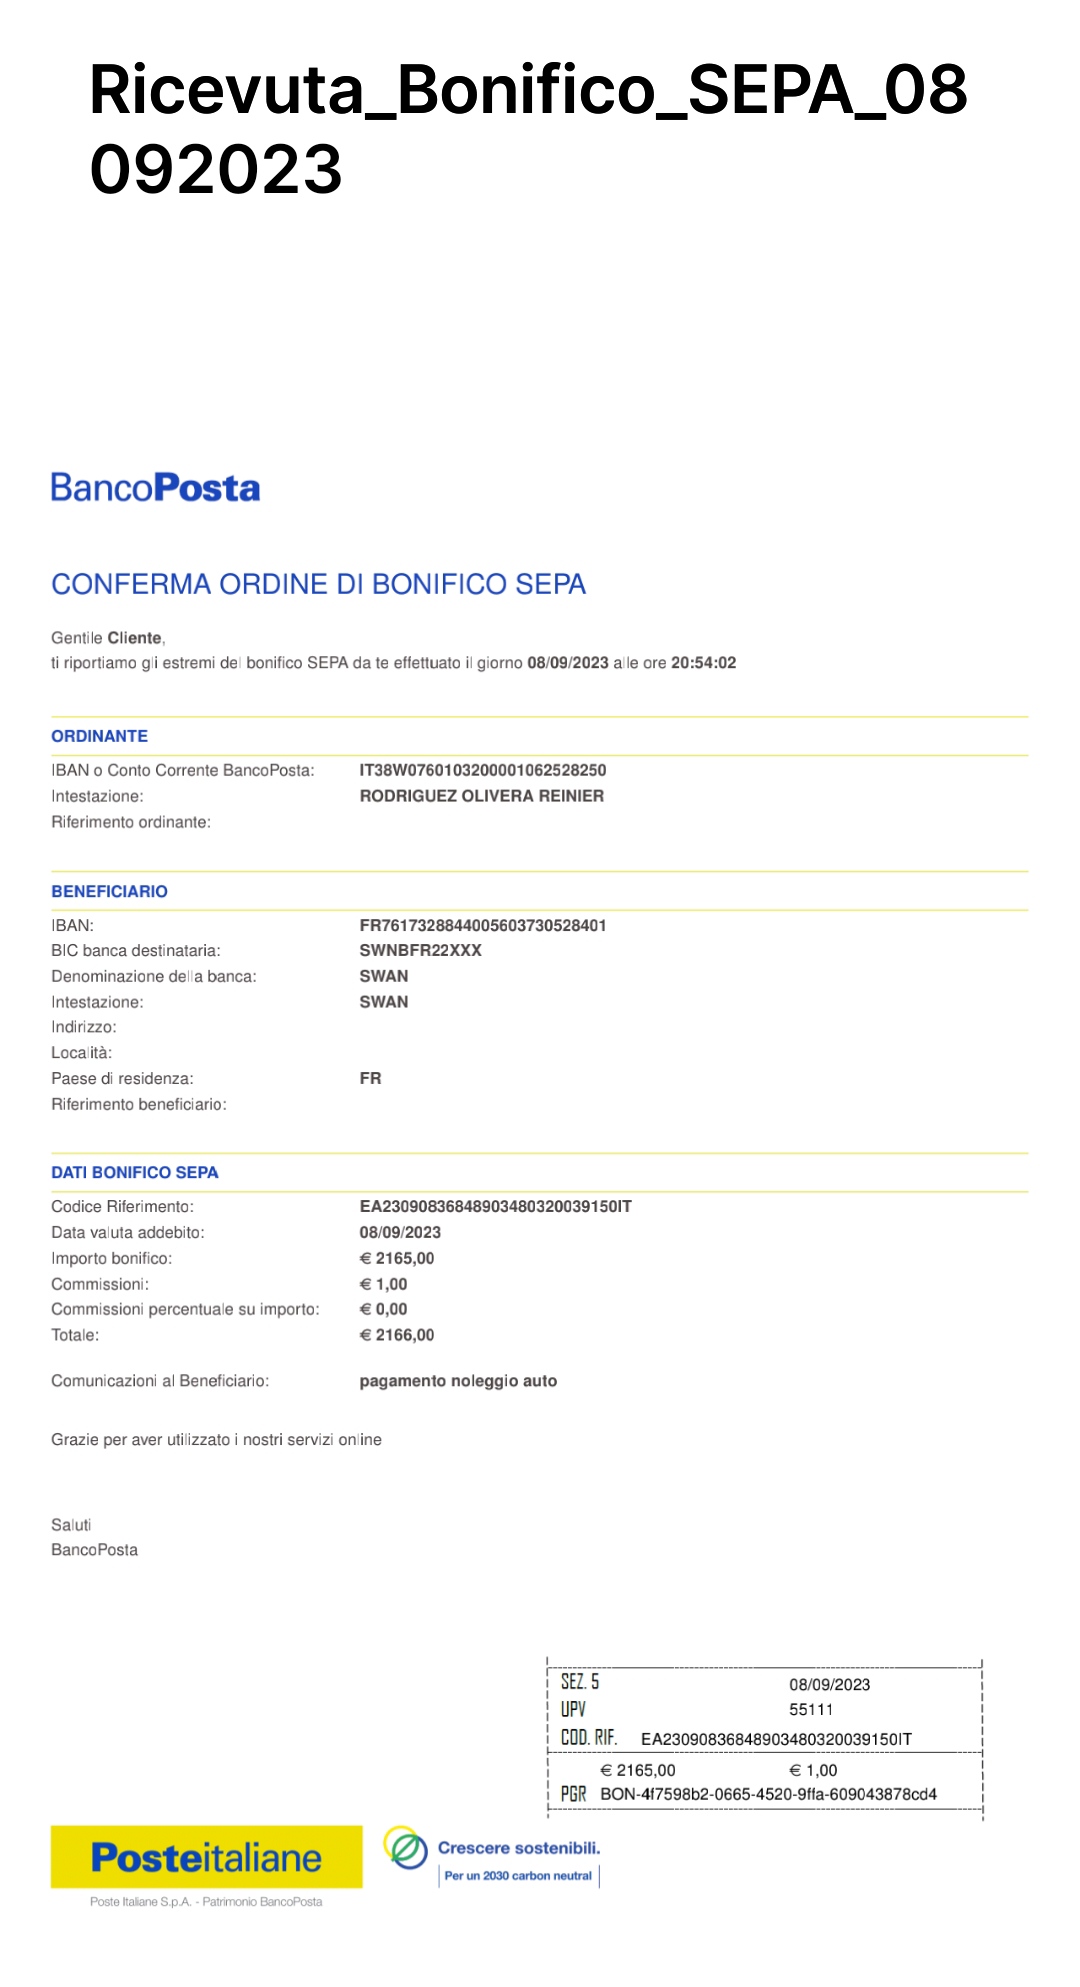 Ricevuta_Bonifico_SEPA_08
092023
BancoPosta
CONFERMA ORDINE DI BONIFICO SEPA
Gentile Cliente,
ti riportiamo gli estremi del bonifico SEPA da te effettuato il giorno 08/09/2023 alle ore 20:54:02
ORDINANTE
IBAN o Conto Corrente BancoPosta: IT38W0760103200001062528250
Intestazione: RODRIGUEZ OLIVERA REINIER
Riferimento ordinante:
BENEFICIARIO
IBAN: FR7617328844005603730528401
BIC banca destinataria: SWNBFR22XXX
Denominazione della banca: SWAN
Intestazione: SWAN
Indirizzo:
Località:
Paese di residenza: FR
Riferimento beneficiario:
DATI BONIFICO SEPA
Codice Riferimento: EA23090836848903480320039150IT
Data valuta addebito: 08/09/2023
Importo bonifico: € 2165,00
Commissioni: € 1,00
Commissioni percentuale su importo: € 0,00
Totale: € 2166,00
Comunicazioni al Beneficiario: pagamento noleggio auto
Grazie per aver utilizzato i nostri servizi online
Saluti
BancoPosta
SEZ. 5 08/09/2023
UPV 55111
COD. RIF. EA23090836848903480320039150IT
€ 2165,00 € 1,00
PGR BON-4f7598b2-0665-4520-9ffa-609043878cd4
Posteitaliane
Crescere sostenibili.
Per un 2030 carbon neutral
Poste Italiane S.p.A. - Patrimonio BancoPosta